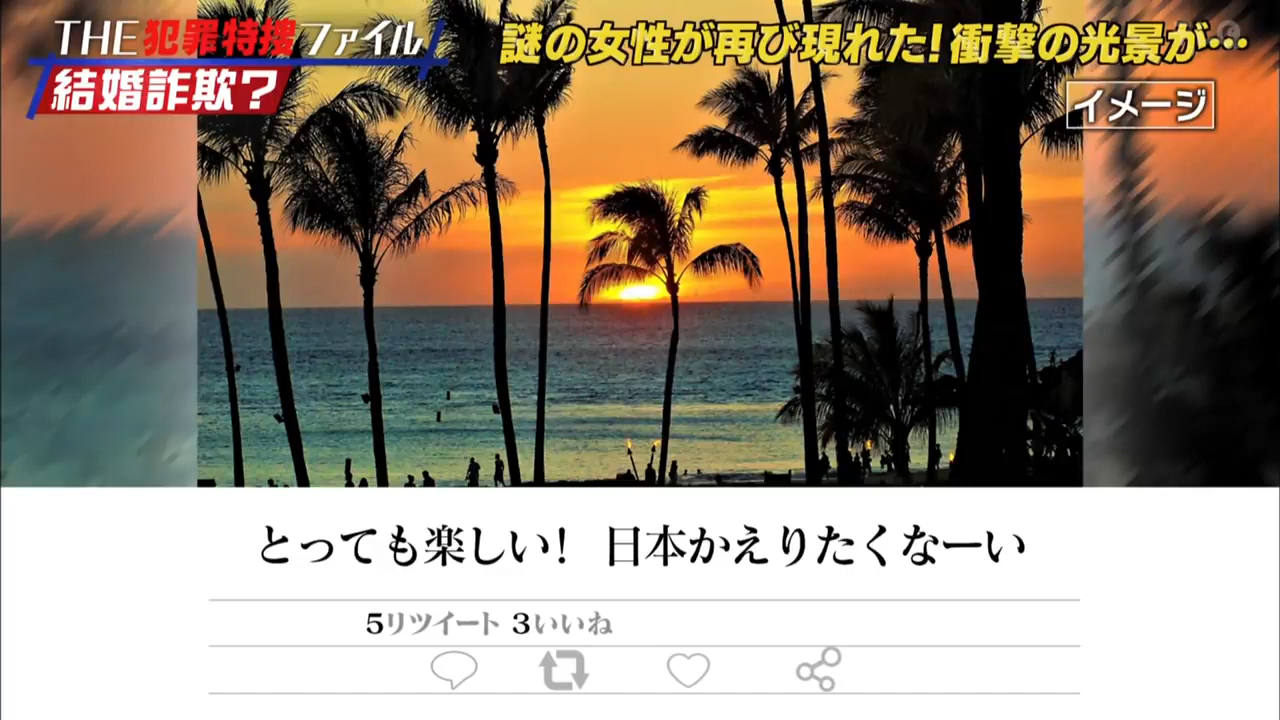 THE犯罪特捜ファイル
結婚詐欺?
謎の女性が再び現れた!衝撃の光景が…
イメージ
とっても楽しい! 日本かえりたくなーい
5リツイート 3いいね